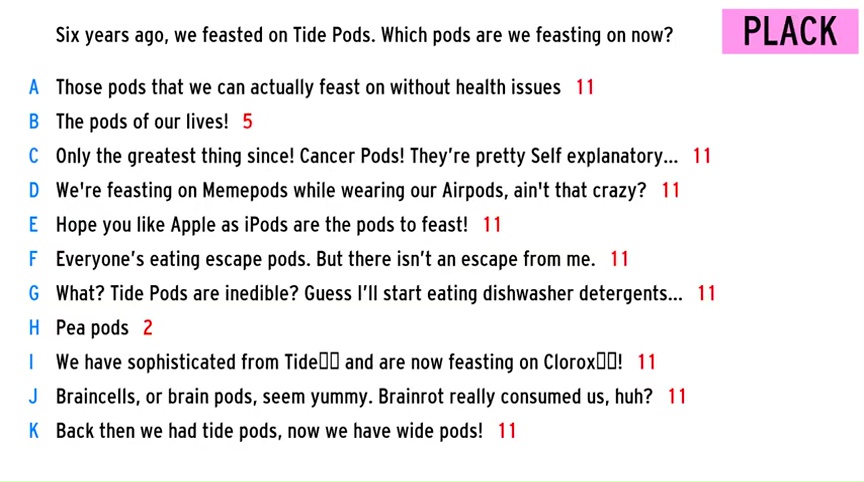 Six years ago, we feasted on Tide Pods. Which pods are we feasting on now?
PLACK
A Those pods that we can actually feast on without health issues 11
B The pods of our lives! 5
C Only the greatest thing since! Cancer Pods! They're pretty Self explanatory... 11
D We're feasting on Memepods while wearing our Airpods, ain't that crazy? 11
E Hope you like Apple as iPods are the pods to feast! 11
F Everyone's eating escape pods. But there isn't an escape from me. 11
G What? Tide Pods are inedible? Guess I'll start eating dishwasher detergents... 11
H Pea pods 2
I We have sophisticated from Tide▯▯ and are now feasting on Clorox▯▯! 11
J Braincells, or brain pods, seem yummy. Brainrot really consumed us, huh? 11
K Back then we had tide pods, now we have wide pods! 11